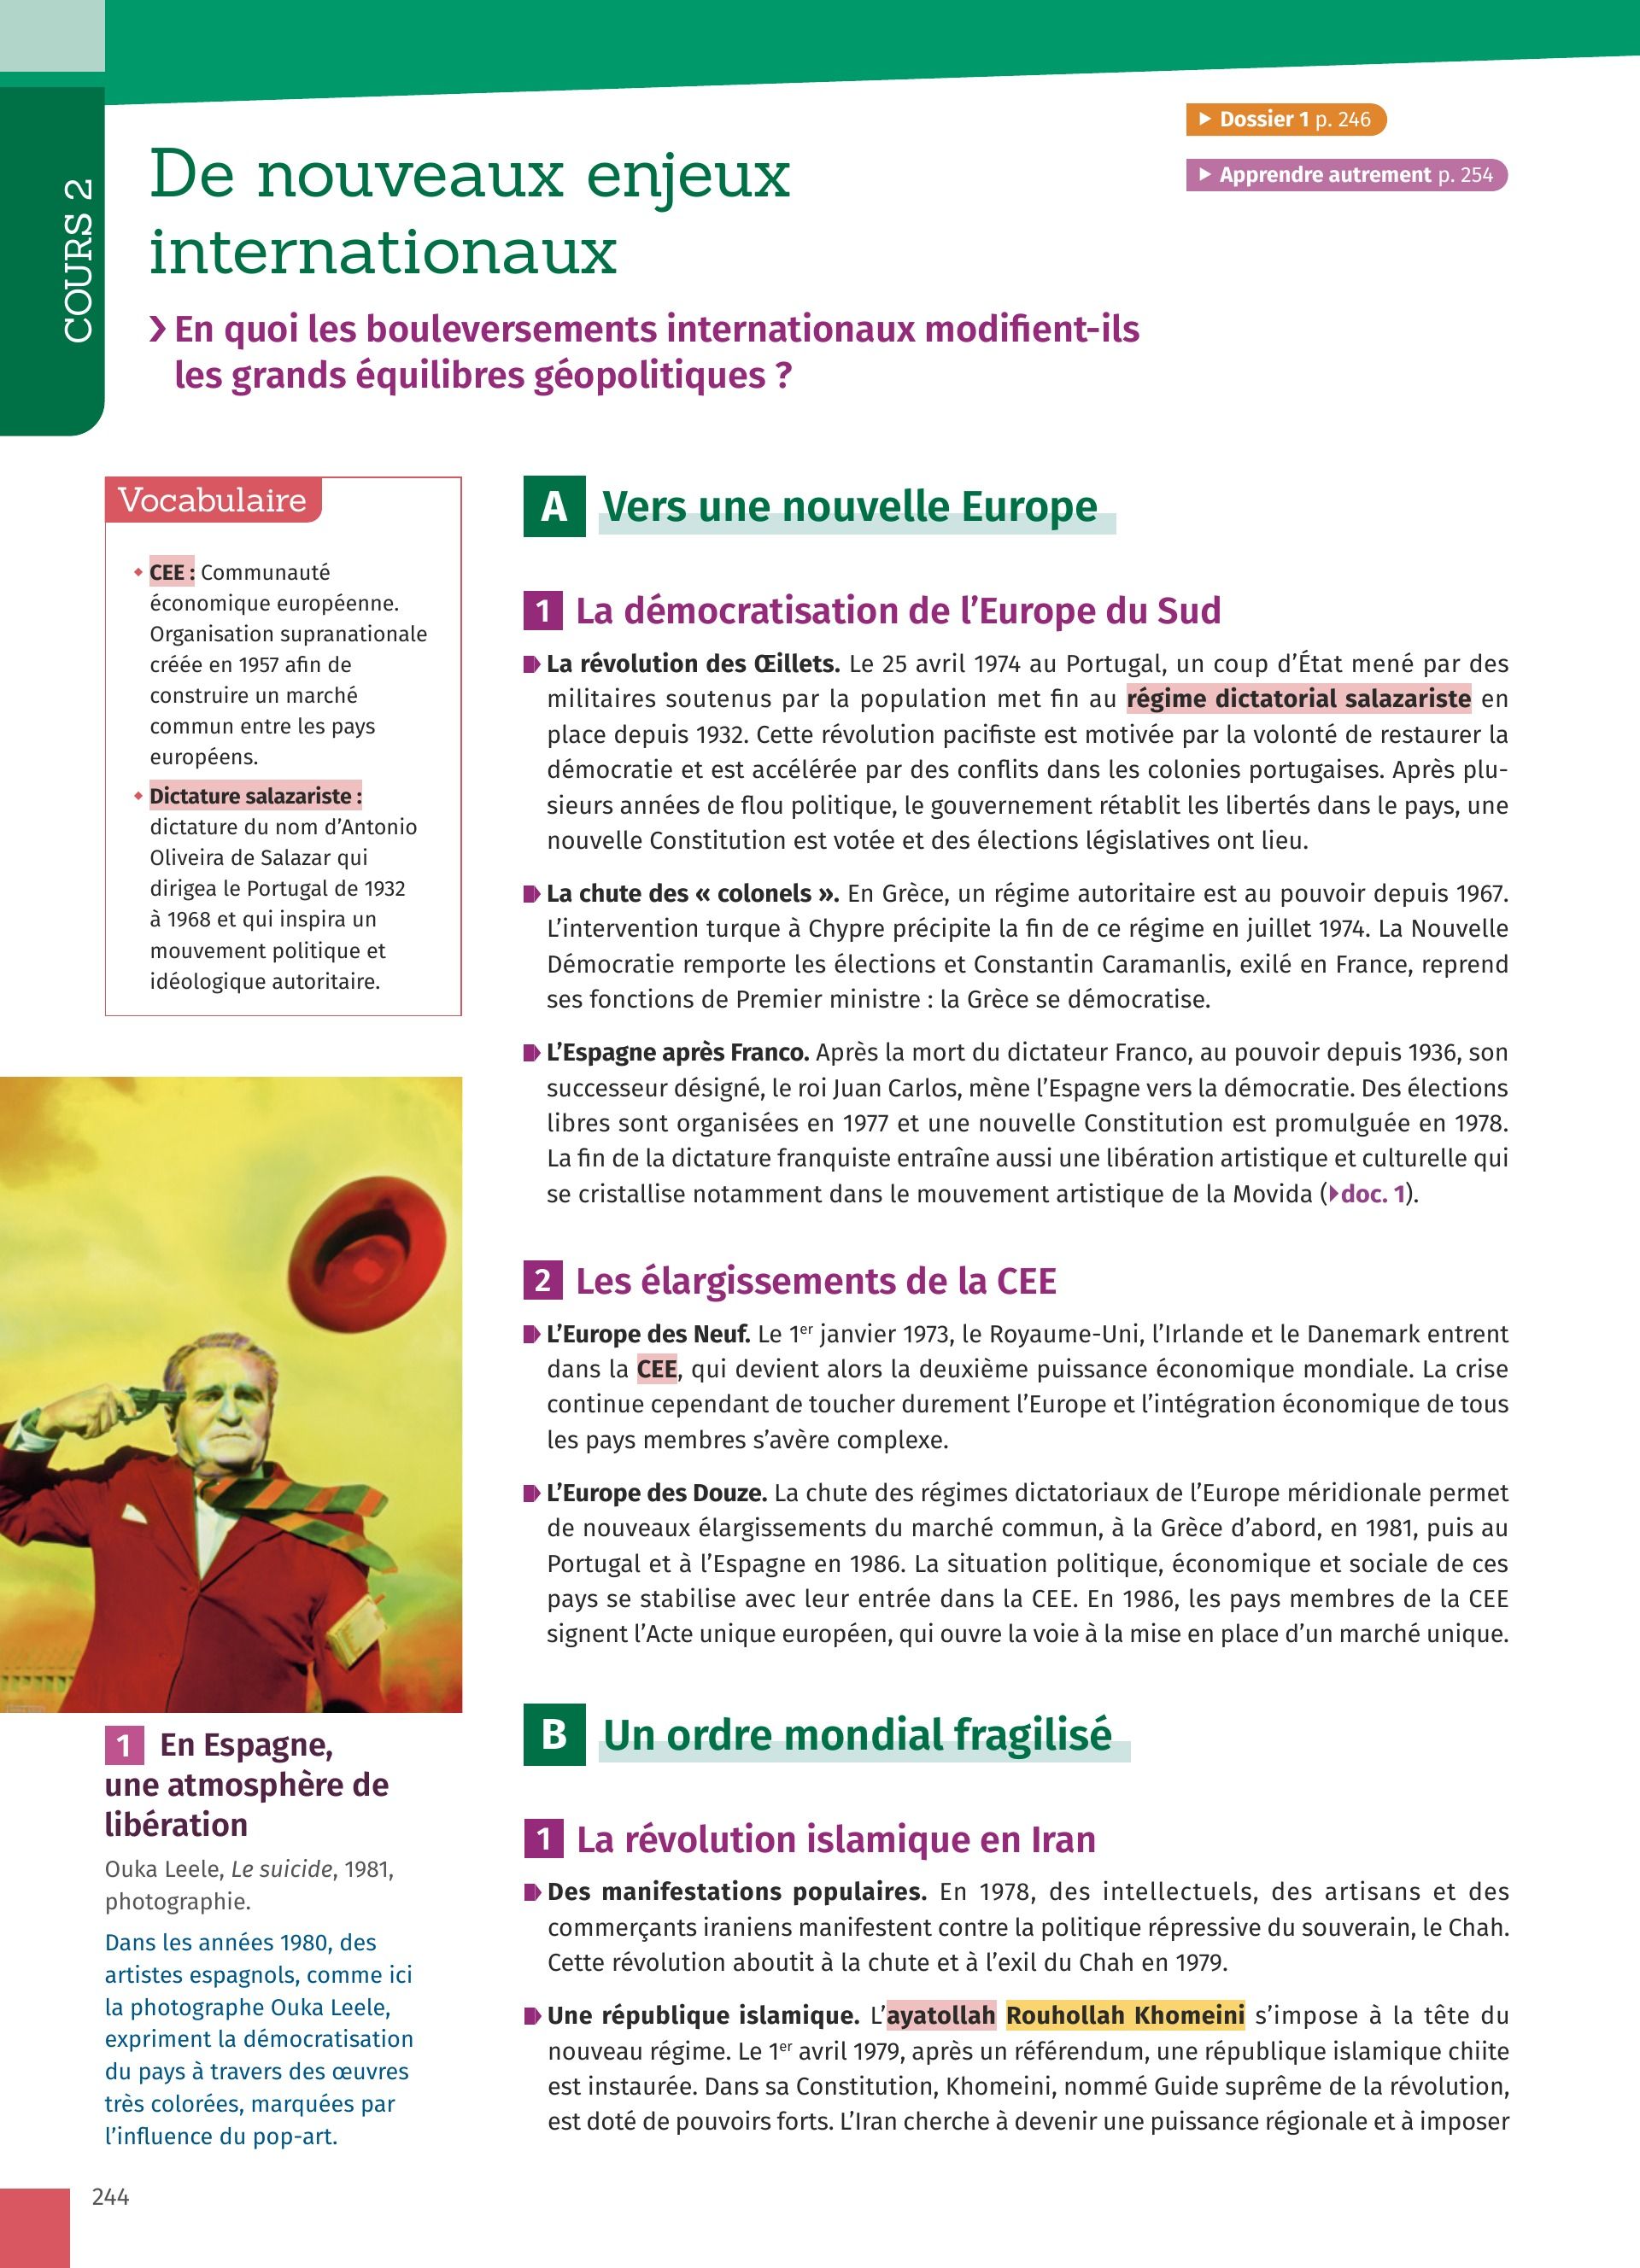 COURS 2
▶ Dossier 1 p. 246
▶ Apprendre autrement p. 254
De nouveaux enjeux
internationaux
❯ En quoi les bouleversements internationaux modifient-ils
les grands équilibres géopolitiques ?
Vocabulaire
◆ CEE : Communauté
économique européenne.
Organisation supranationale
créée en 1957 afin de
construire un marché
commun entre les pays
européens.
◆ Dictature salazariste :
dictature du nom d’Antonio
Oliveira de Salazar qui
dirigea le Portugal de 1932
à 1968 et qui inspira un
mouvement politique et
idéologique autoritaire.
1 En Espagne,
une atmosphère de
libération
Ouka Leele, Le suicide, 1981,
photographie.
Dans les années 1980, des
artistes espagnols, comme ici
la photographe Ouka Leele,
expriment la démocratisation
du pays à travers des œuvres
très colorées, marquées par
l’influence du pop-art.
A Vers une nouvelle Europe
1 La démocratisation de l’Europe du Sud
La révolution des Œillets. Le 25 avril 1974 au Portugal, un coup d’État mené par des
militaires soutenus par la population met fin au régime dictatorial salazariste en
place depuis 1932. Cette révolution pacifiste est motivée par la volonté de restaurer la
démocratie et est accélérée par des conflits dans les colonies portugaises. Après plu-
sieurs années de flou politique, le gouvernement rétablit les libertés dans le pays, une
nouvelle Constitution est votée et des élections législatives ont lieu.
La chute des « colonels ». En Grèce, un régime autoritaire est au pouvoir depuis 1967.
L’intervention turque à Chypre précipite la fin de ce régime en juillet 1974. La Nouvelle
Démocratie remporte les élections et Constantin Caramanlis, exilé en France, reprend
ses fonctions de Premier ministre : la Grèce se démocratise.
L’Espagne après Franco. Après la mort du dictateur Franco, au pouvoir depuis 1936, son
successeur désigné, le roi Juan Carlos, mène l’Espagne vers la démocratie. Des élections
libres sont organisées en 1977 et une nouvelle Constitution est promulguée en 1978.
La fin de la dictature franquiste entraîne aussi une libération artistique et culturelle qui
se cristallise notamment dans le mouvement artistique de la Movida (▶doc. 1).
2 Les élargissements de la CEE
L’Europe des Neuf. Le 1er janvier 1973, le Royaume-Uni, l’Irlande et le Danemark entrent
dans la CEE, qui devient alors la deuxième puissance économique mondiale. La crise
continue cependant de toucher durement l’Europe et l’intégration économique de tous
les pays membres s’avère complexe.
L’Europe des Douze. La chute des régimes dictatoriaux de l’Europe méridionale permet
de nouveaux élargissements du marché commun, à la Grèce d’abord, en 1981, puis au
Portugal et à l’Espagne en 1986. La situation politique, économique et sociale de ces
pays se stabilise avec leur entrée dans la CEE. En 1986, les pays membres de la CEE
signent l’Acte unique européen, qui ouvre la voie à la mise en place d’un marché unique.
B Un ordre mondial fragilisé
1 La révolution islamique en Iran
Des manifestations populaires. En 1978, des intellectuels, des artisans et des
commerçants iraniens manifestent contre la politique répressive du souverain, le Chah.
Cette révolution aboutit à la chute et à l’exil du Chah en 1979.
Une république islamique. L’ayatollah Rouhollah Khomeini s’impose à la tête du
nouveau régime. Le 1er avril 1979, après un référendum, une république islamique chiite
est instaurée. Dans sa Constitution, Khomeini, nommé Guide suprême de la révolution,
est doté de pouvoirs forts. L’Iran cherche à devenir une puissance régionale et à imposer
244